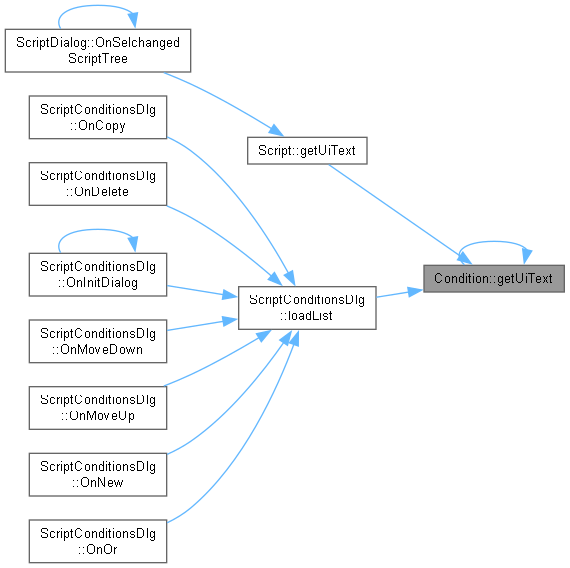 ScriptDialog::OnSelchanged
ScriptTree
ScriptConditionsDlg
::OnCopy
Script::getUiText
ScriptConditionsDlg
::OnDelete
ScriptConditionsDlg
::OnInitDialog
Condition::getUiText
ScriptConditionsDlg
::loadList
ScriptConditionsDlg
::OnMoveDown
ScriptConditionsDlg
::OnMoveUp
ScriptConditionsDlg
::OnNew
ScriptConditionsDlg
::OnOr